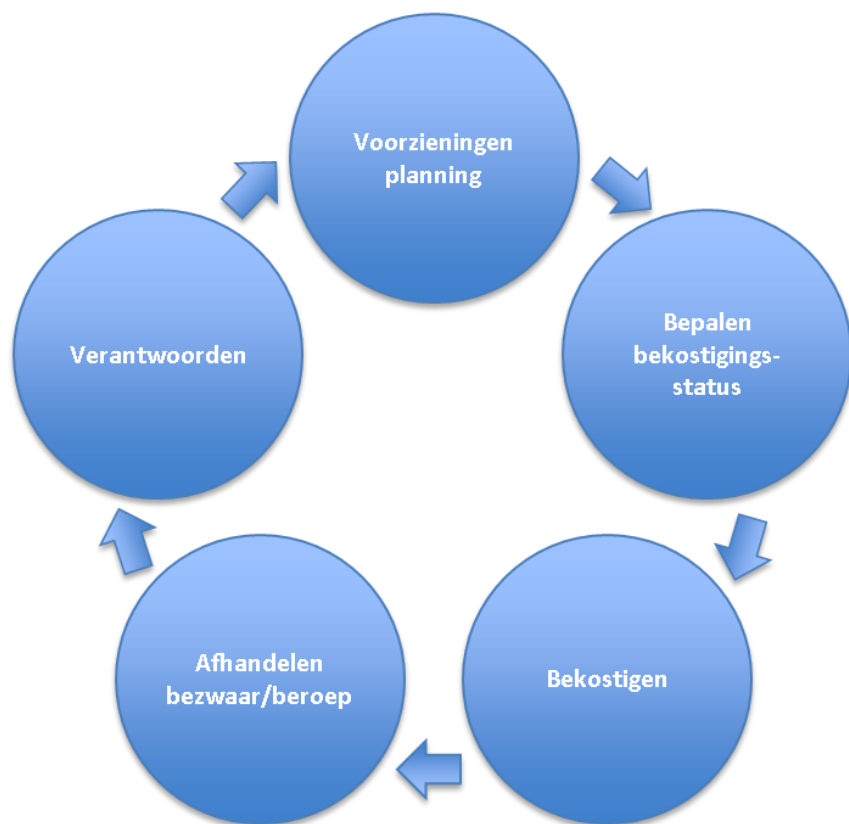 Voorzieningen
planning
Bepalen
bekostigings-
status
Bekostigen
Afhandelen
bezwaar/beroep
Verantwoorden